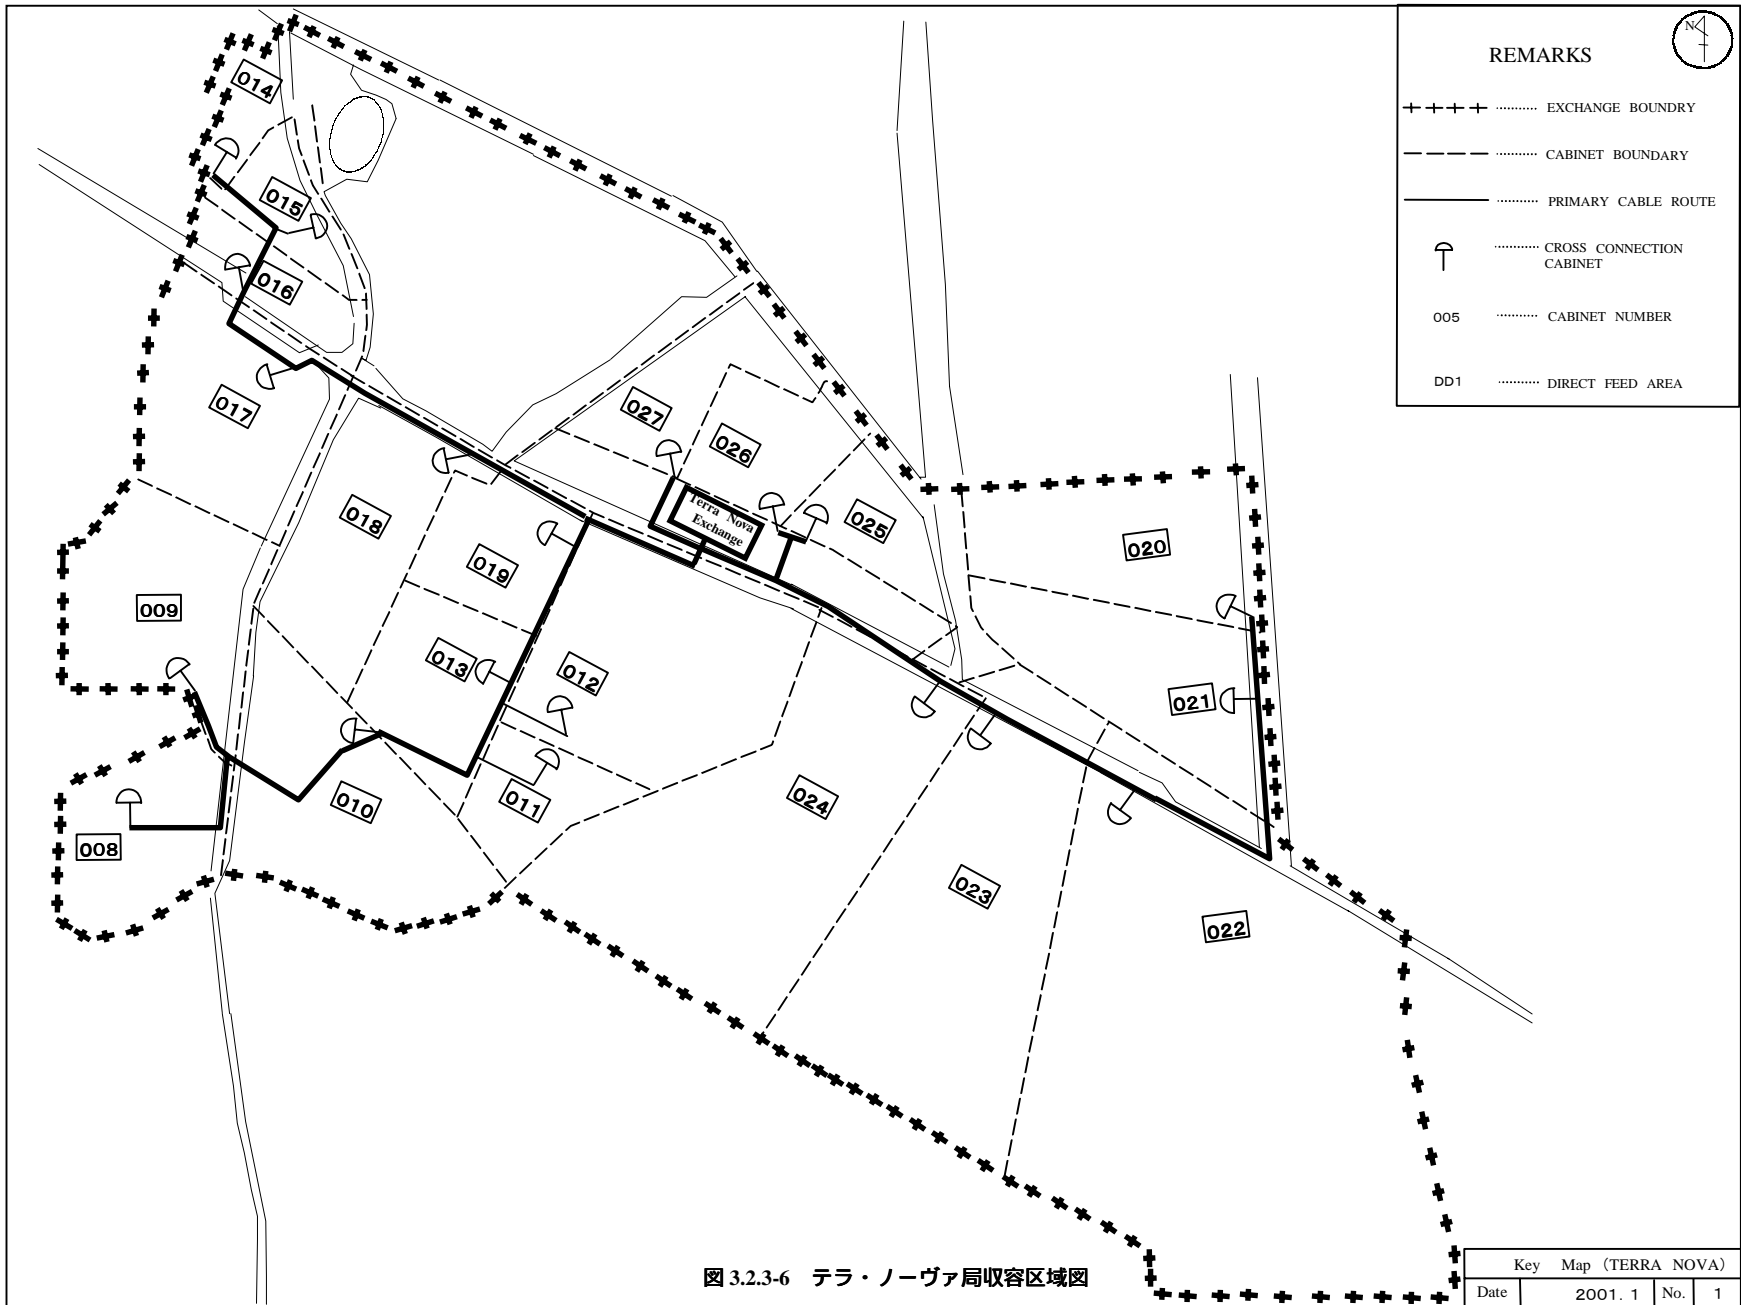 REMARKS
N
EXCHANGE BOUNDRY
CABINET BOUNDARY
PRIMARY CABLE ROUTE
CROSS CONNECTION
CABINET
005 CABINET NUMBER
DD1 DIRECT FEED AREA
014
015
016
017
027
026
018
Terra Nova
Exchange
025
019
020
009
013
012
021
010
011
024
008
023
022
図 3.2.3-6 テラ・ノーヴァ局収容区域図
Key Map (TERRA NOVA)
Date 2001. 1 No. 1